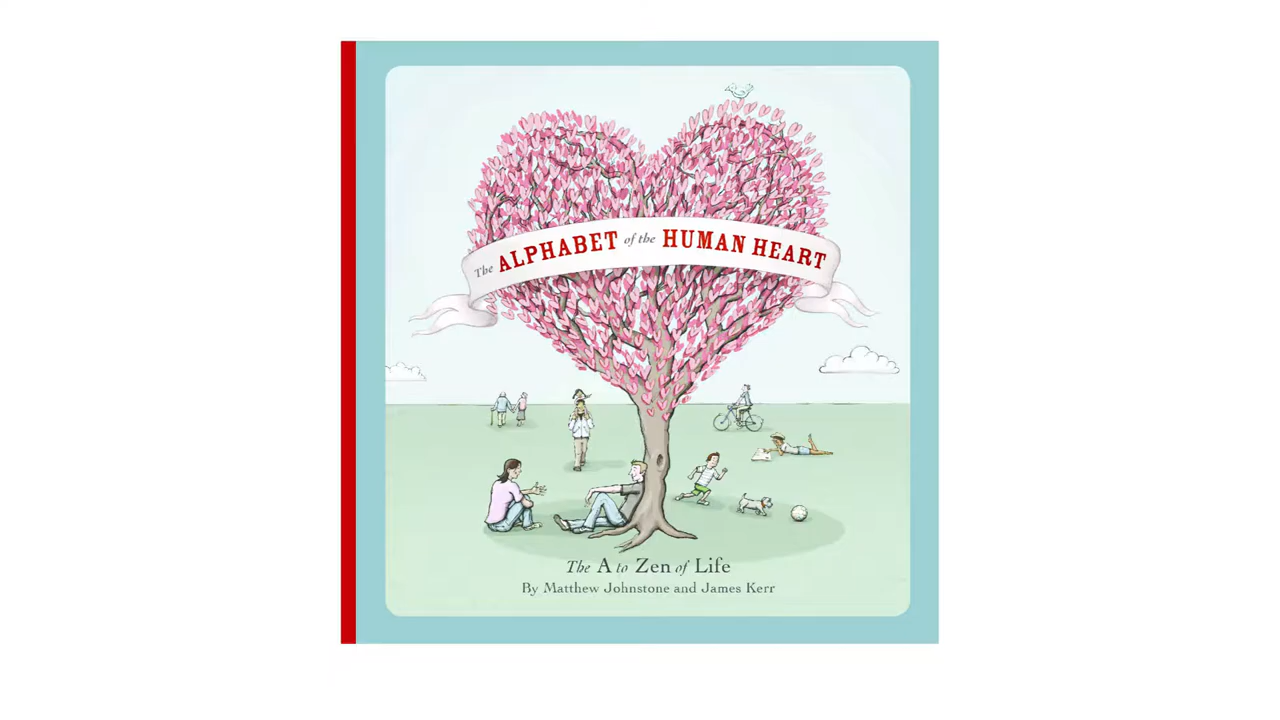 The ALPHABET of the HUMAN HEART
The A to Zen of Life
By Matthew Johnstone and James Kerr